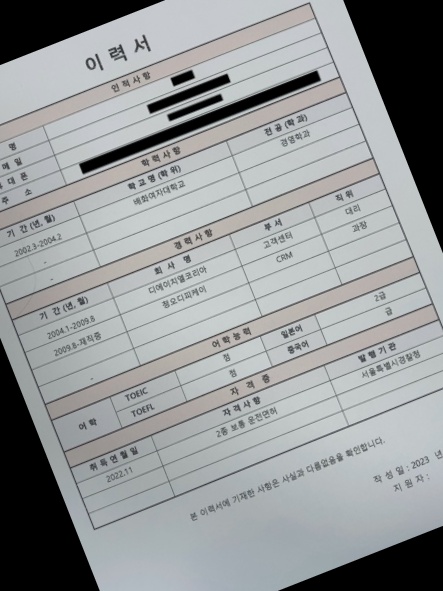 이 력 서
인 적 사 항
명
메 일
대 폰
주 소
학 력 사 항
기 간 (년, 월) 학 교 명 (학 위) 전 공 (학 과)
2002.3-2004.2 배화여자대학교 경영학과
-
-
경 력 사 항
기 간 (년, 월) 회 사 명 부 서 직 위
2004.1-2009.8 디에이치엘코리아 고객센터 대리
2009.8-재직중 청오디피케이 CRM 과장
-
어 학 능 력
어 학 TOEIC 점 일본어 2급
TOEFL 점 중국어 급
자 격 증
취 득 연 월 일 자 격 사 항 발 행 기 관
2022.11 2종 보통 운전면허 서울특별시경찰청
본 이력서에 기재한 사항은 사실과 다름없음을 확인합니다.
작 성 일 : 2023 년
지 원 자 :